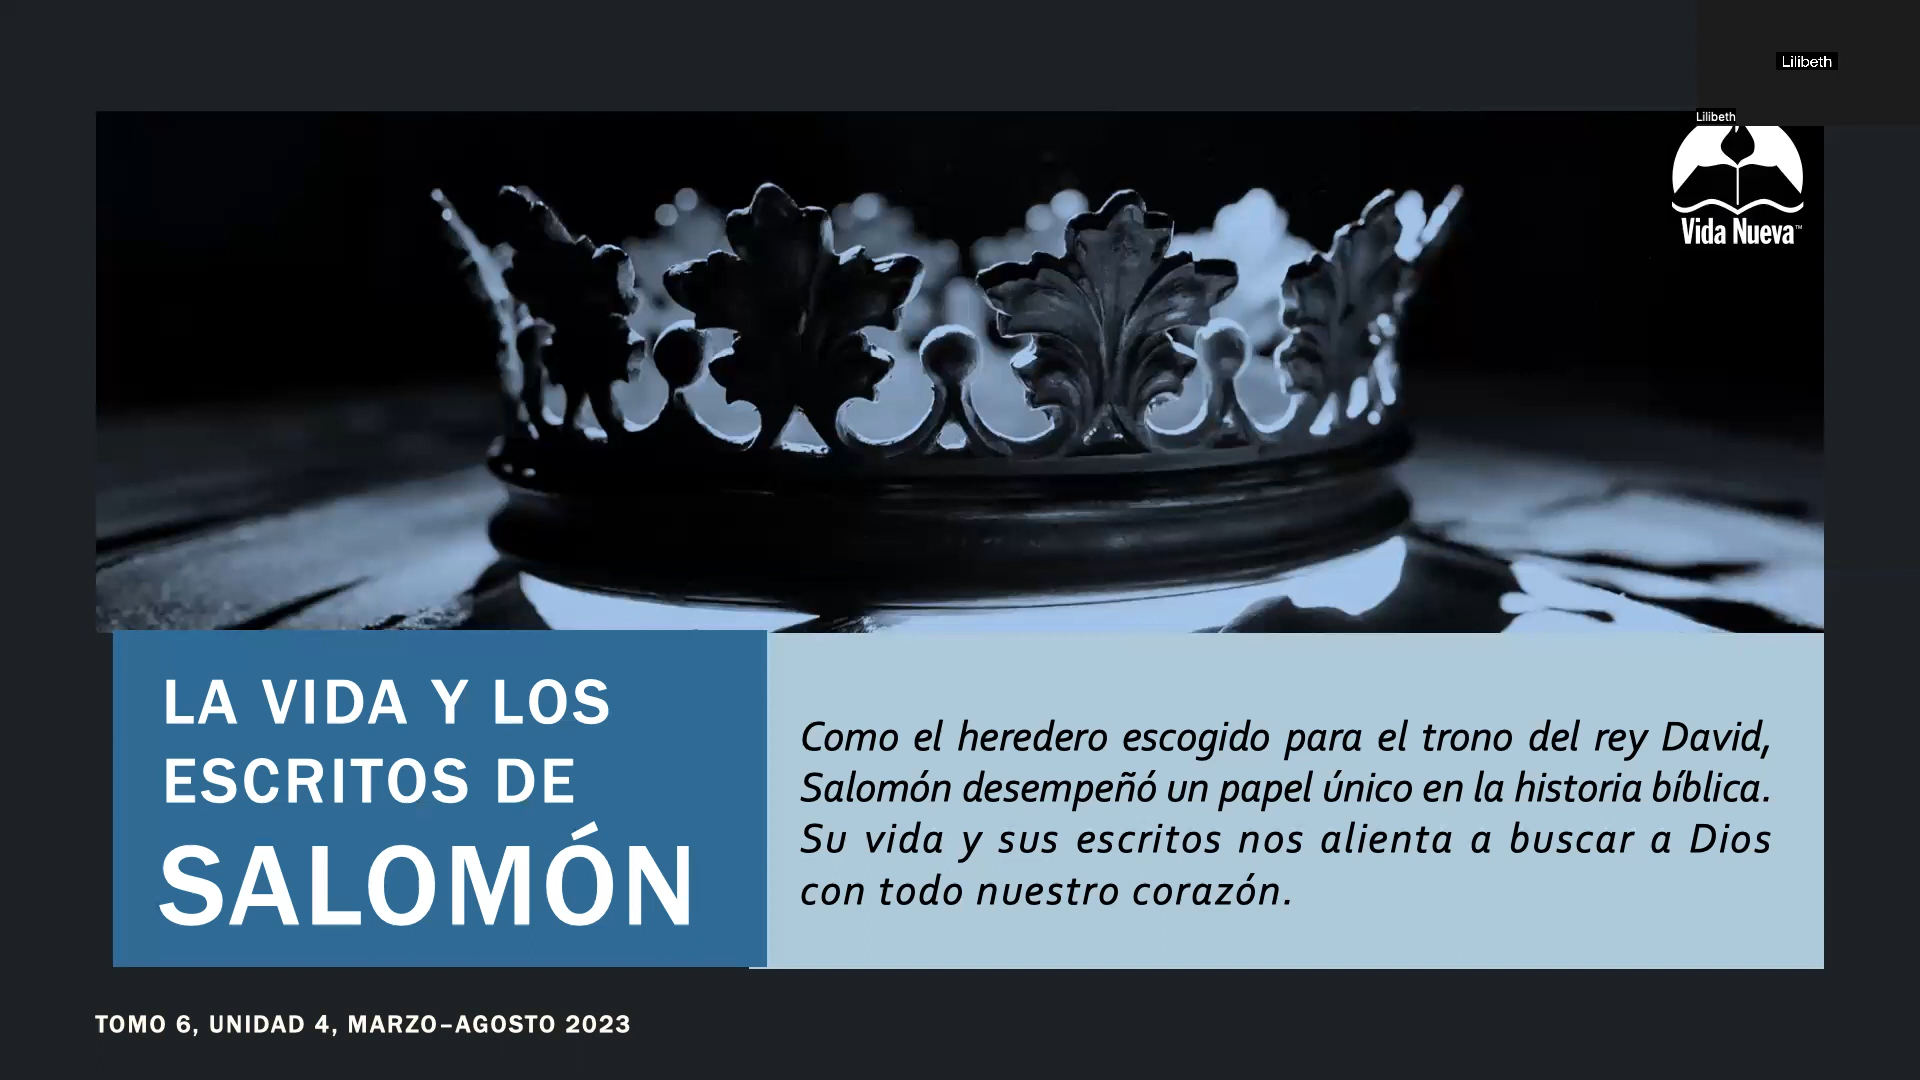 Lilibeth
Lilibeth
Vida Nueva™
LA VIDA Y LOS
ESCRITOS DE
SALOMÓN
Como el heredero escogido para el trono del rey David,
Salomón desempeñó un papel único en la historia bíblica.
Su vida y sus escritos nos alienta a buscar a Dios
con todo nuestro corazón.
TOMO 6, UNIDAD 4, MARZO–AGOSTO 2023